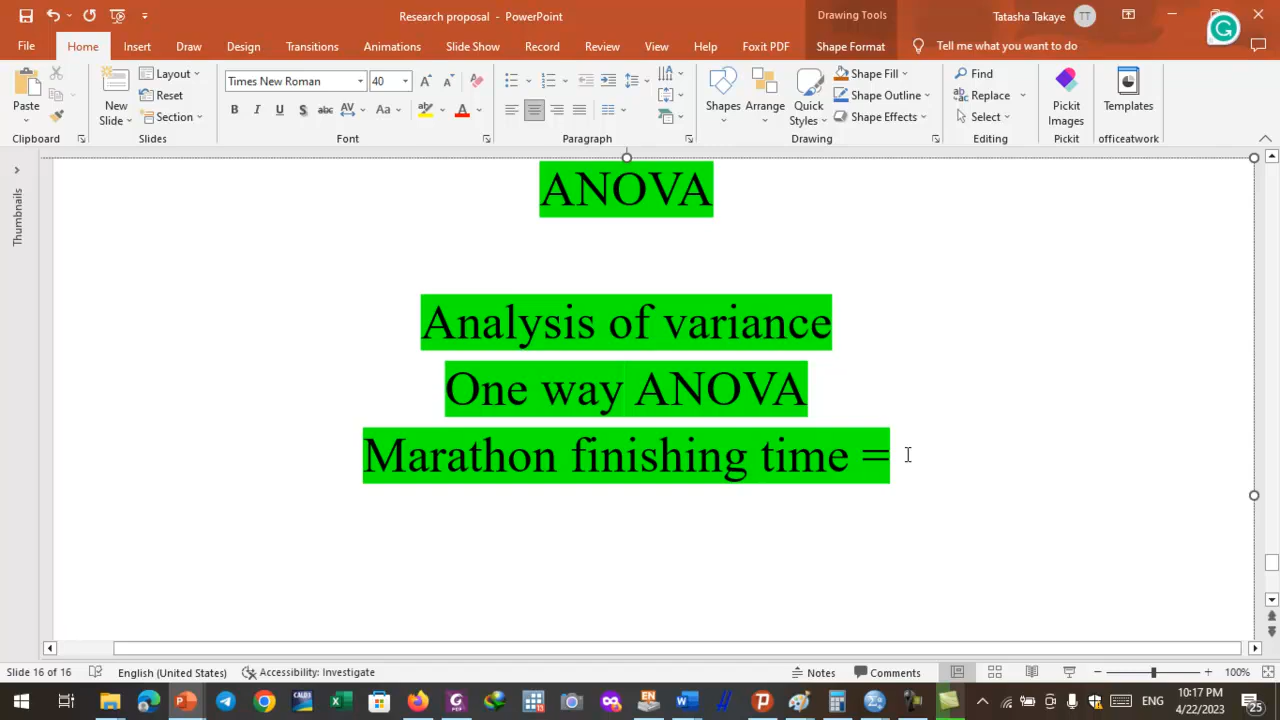 Research proposal - PowerPoint
Drawing Tools
Tatasha Takaye
TT
File
Home
Insert
Draw
Design
Transitions
Animations
Slide Show
Record
Review
View
Help
Foxit PDF
Shape Format
Tell me what you want to do
Paste
New
Slide
Layout
Reset
Section
Times New Roman
40
B
I
U
S
abc
AV
Aa
A
Shapes
Arrange
Quick
Styles
Shape Fill
Shape Outline
Shape Effects
Find
Replace
Select
Pickit
Images
Templates
Clipboard
Slides
Font
Paragraph
Drawing
Editing
Pickit
officeatwork
Thumbnails
ANOVA
Analysis of variance
One way ANOVA
Marathon finishing time =
Slide 16 of 16
English (United States)
Accessibility: Investigate
Notes
Comments
100%
ENG
10:17 PM
4/22/2023
25